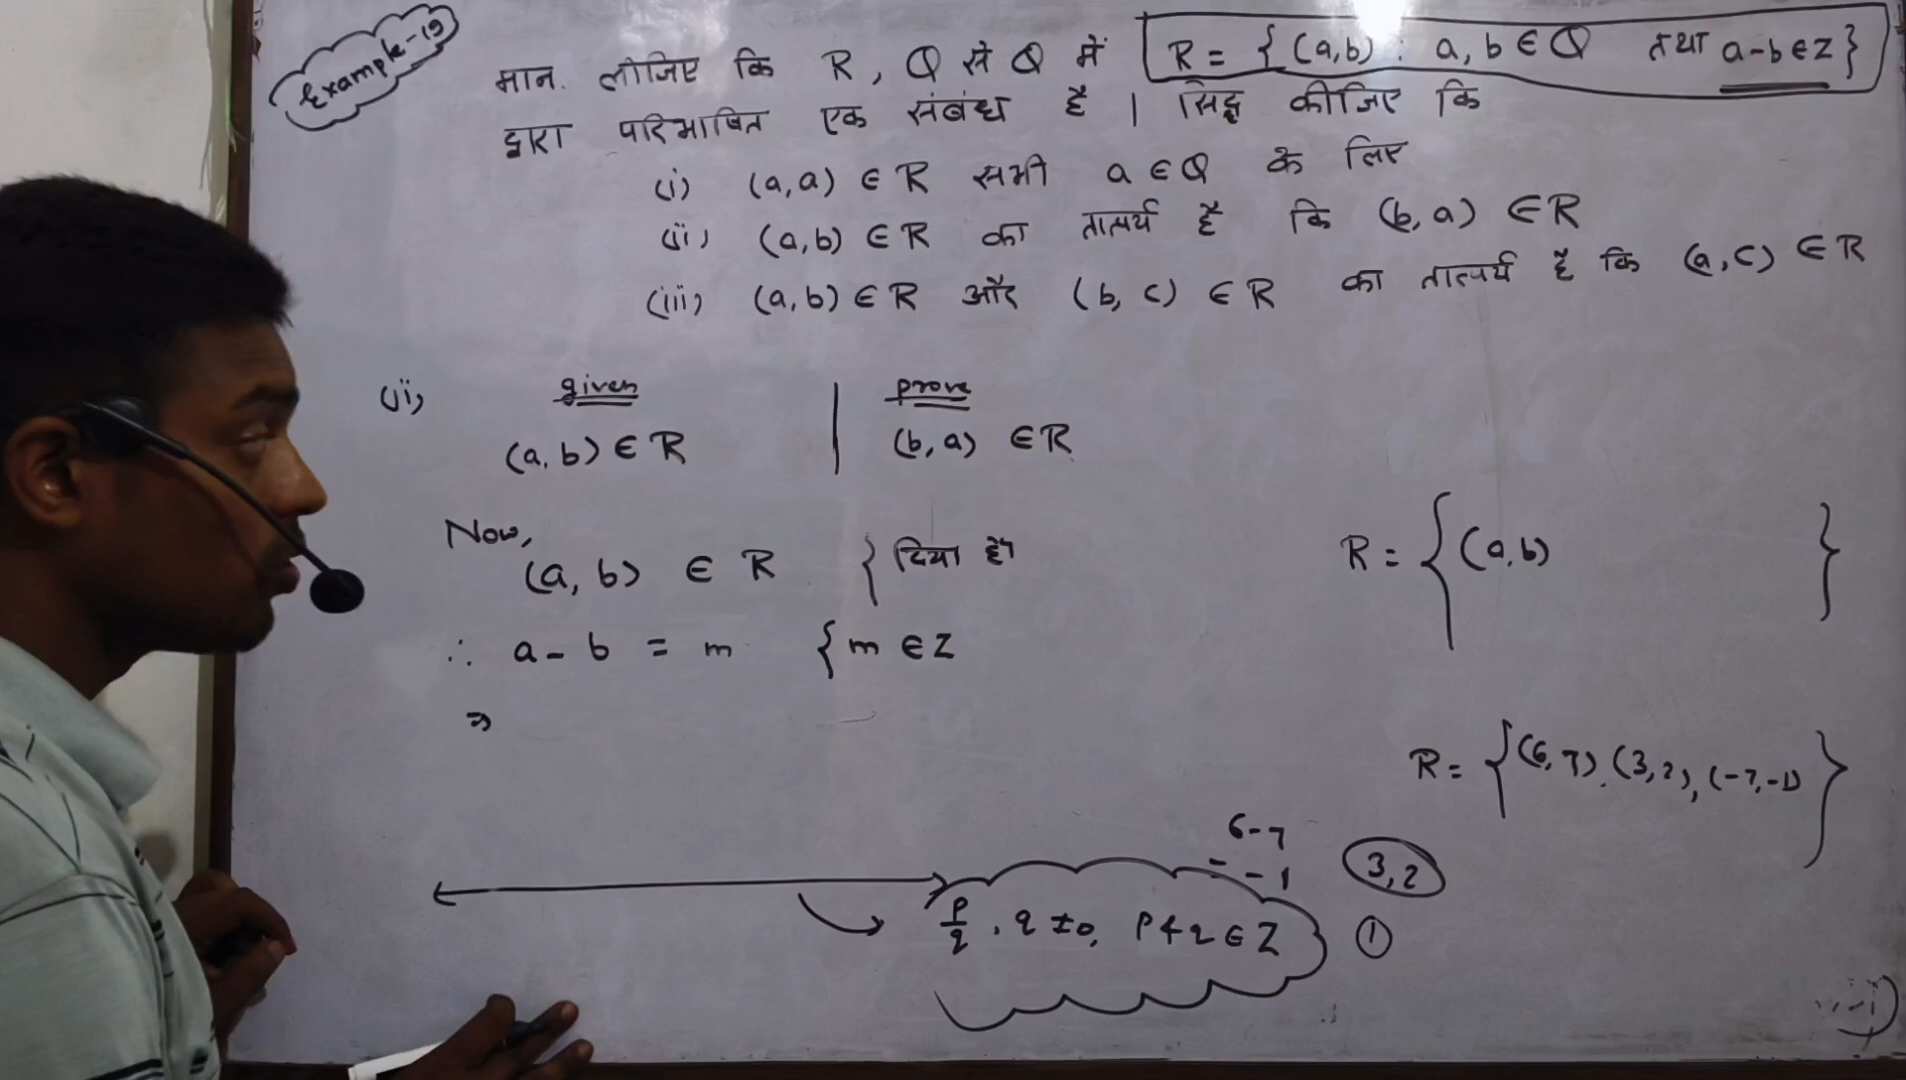 Example-19
मान. लीजिए कि R, Q से Q में R = {(a,b) : a, b ∈ Q तथा a-b ∈ Z}
द्वारा परिभाषित एक संबंध है । सिद्ध कीजिए कि
(i) (a,a) ∈ R सभी a ∈ Q के लिए
(ii) (a,b) ∈ R का तात्पर्य है कि (b,a) ∈ R
(iii) (a,b) ∈ R और (b, c) ∈ R का तात्पर्य है कि (a,c) ∈ R
(ii) given | prove
(a,b) ∈ R | (b,a) ∈ R
Now,
(a, b) ∈ R { दिया है
∴ a - b = m { m ∈ Z
⇒
R = {(a,b) }
R = {(6,7), (3,2), (-7,-1)}
6-7
= -1
3,2
p/q, q ≠ 0, p & q ∈ Z
1